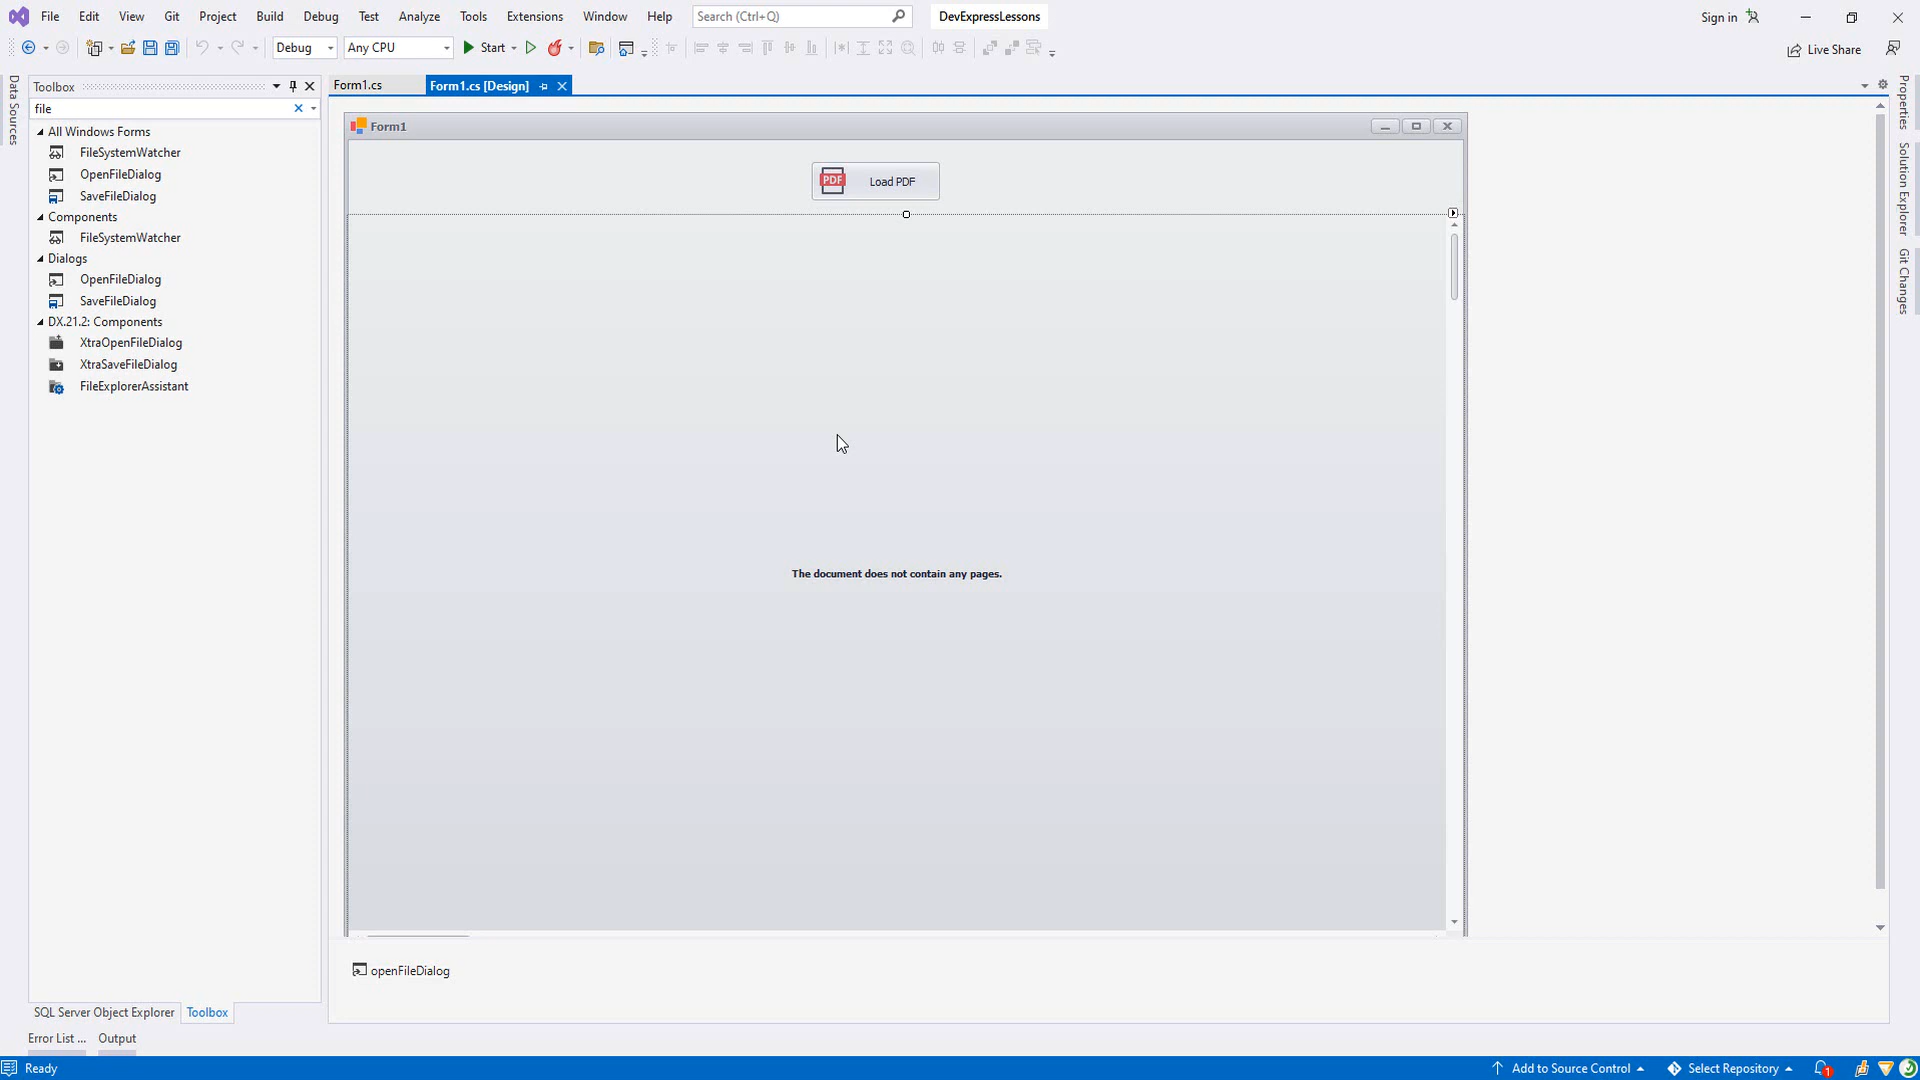 File Edit View Git Project Build Debug Test Analyze Tools Extensions Window Help Search (Ctrl+Q) DevExpressLessons Sign in
Debug Any CPU Start Live Share
Data Sources
Toolbox
file
All Windows Forms
FileSystemWatcher
OpenFileDialog
SaveFileDialog
Components
FileSystemWatcher
Dialogs
OpenFileDialog
SaveFileDialog
DX.21.2: Components
XtraOpenFileDialog
XtraSaveFileDialog
FileExplorerAssistant
SQL Server Object Explorer Toolbox
Form1.cs Form1.cs [Design]
Form1
PDF Load PDF
The document does not contain any pages.
openFileDialog
Properties
Solution Explorer
Git Changes
Error List ... Output
Ready Add to Source Control Select Repository 1